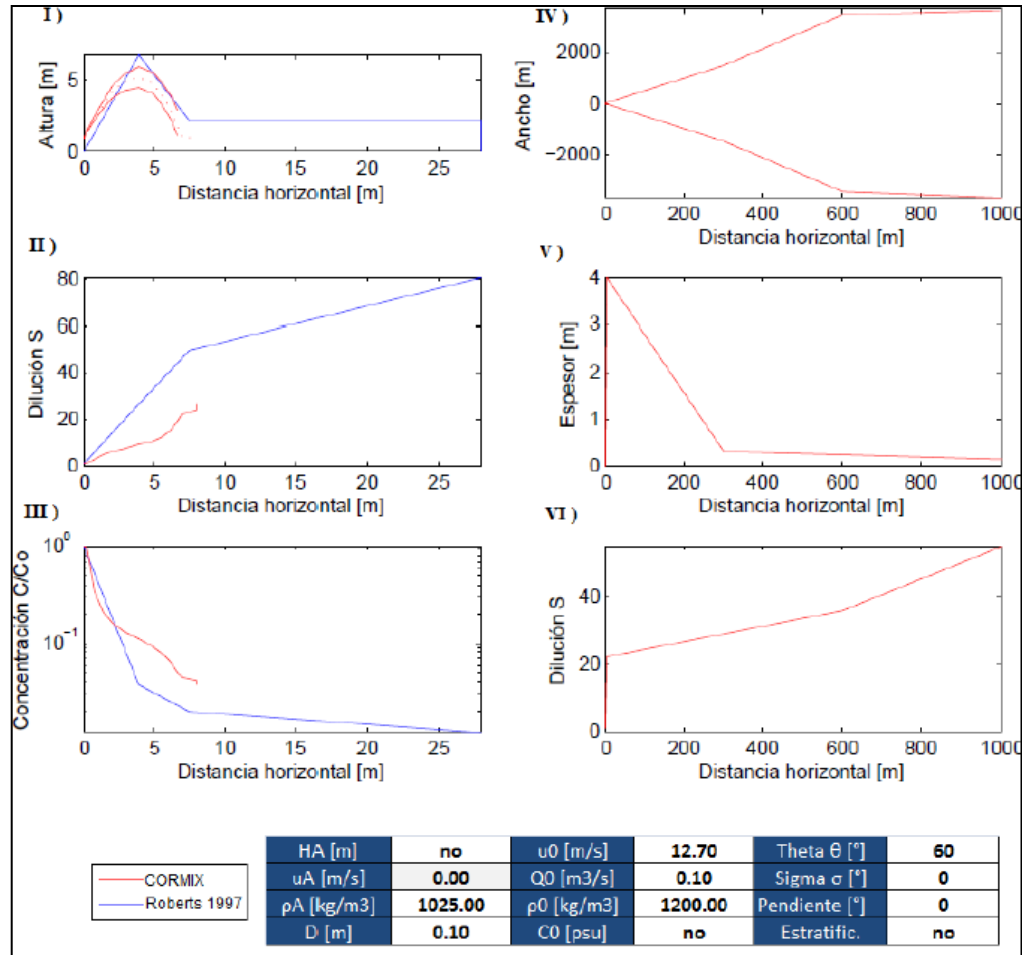 I )
Altura [m]
5
0
0 5 10 15 20 25
Distancia horizontal [m]
II )
Dilución S
80
60
40
20
0
0 5 10 15 20 25
Distancia horizontal [m]
III )
Concentración C/Co
10^0
10^-1
0 5 10 15 20 25
Distancia horizontal [m]
IV )
Ancho [m]
2000
0
−2000
0 200 400 600 800 1000
Distancia horizontal [m]
V )
Espesor [m]
4
3
2
1
0
0 200 400 600 800 1000
Distancia horizontal [m]
VI )
Dilución S
40
20
0
0 200 400 600 800 1000
Distancia horizontal [m]
CORMIX
Roberts 1997
HA [m] no u0 [m/s] 12.70 Theta θ [°] 60
uA [m/s] 0.00 Q0 [m3/s] 0.10 Sigma σ [°] 0
ρA [kg/m3] 1025.00 ρ0 [kg/m3] 1200.00 Pendiente [°] 0
D [m] 0.10 C0 [psu] no Estratific. no